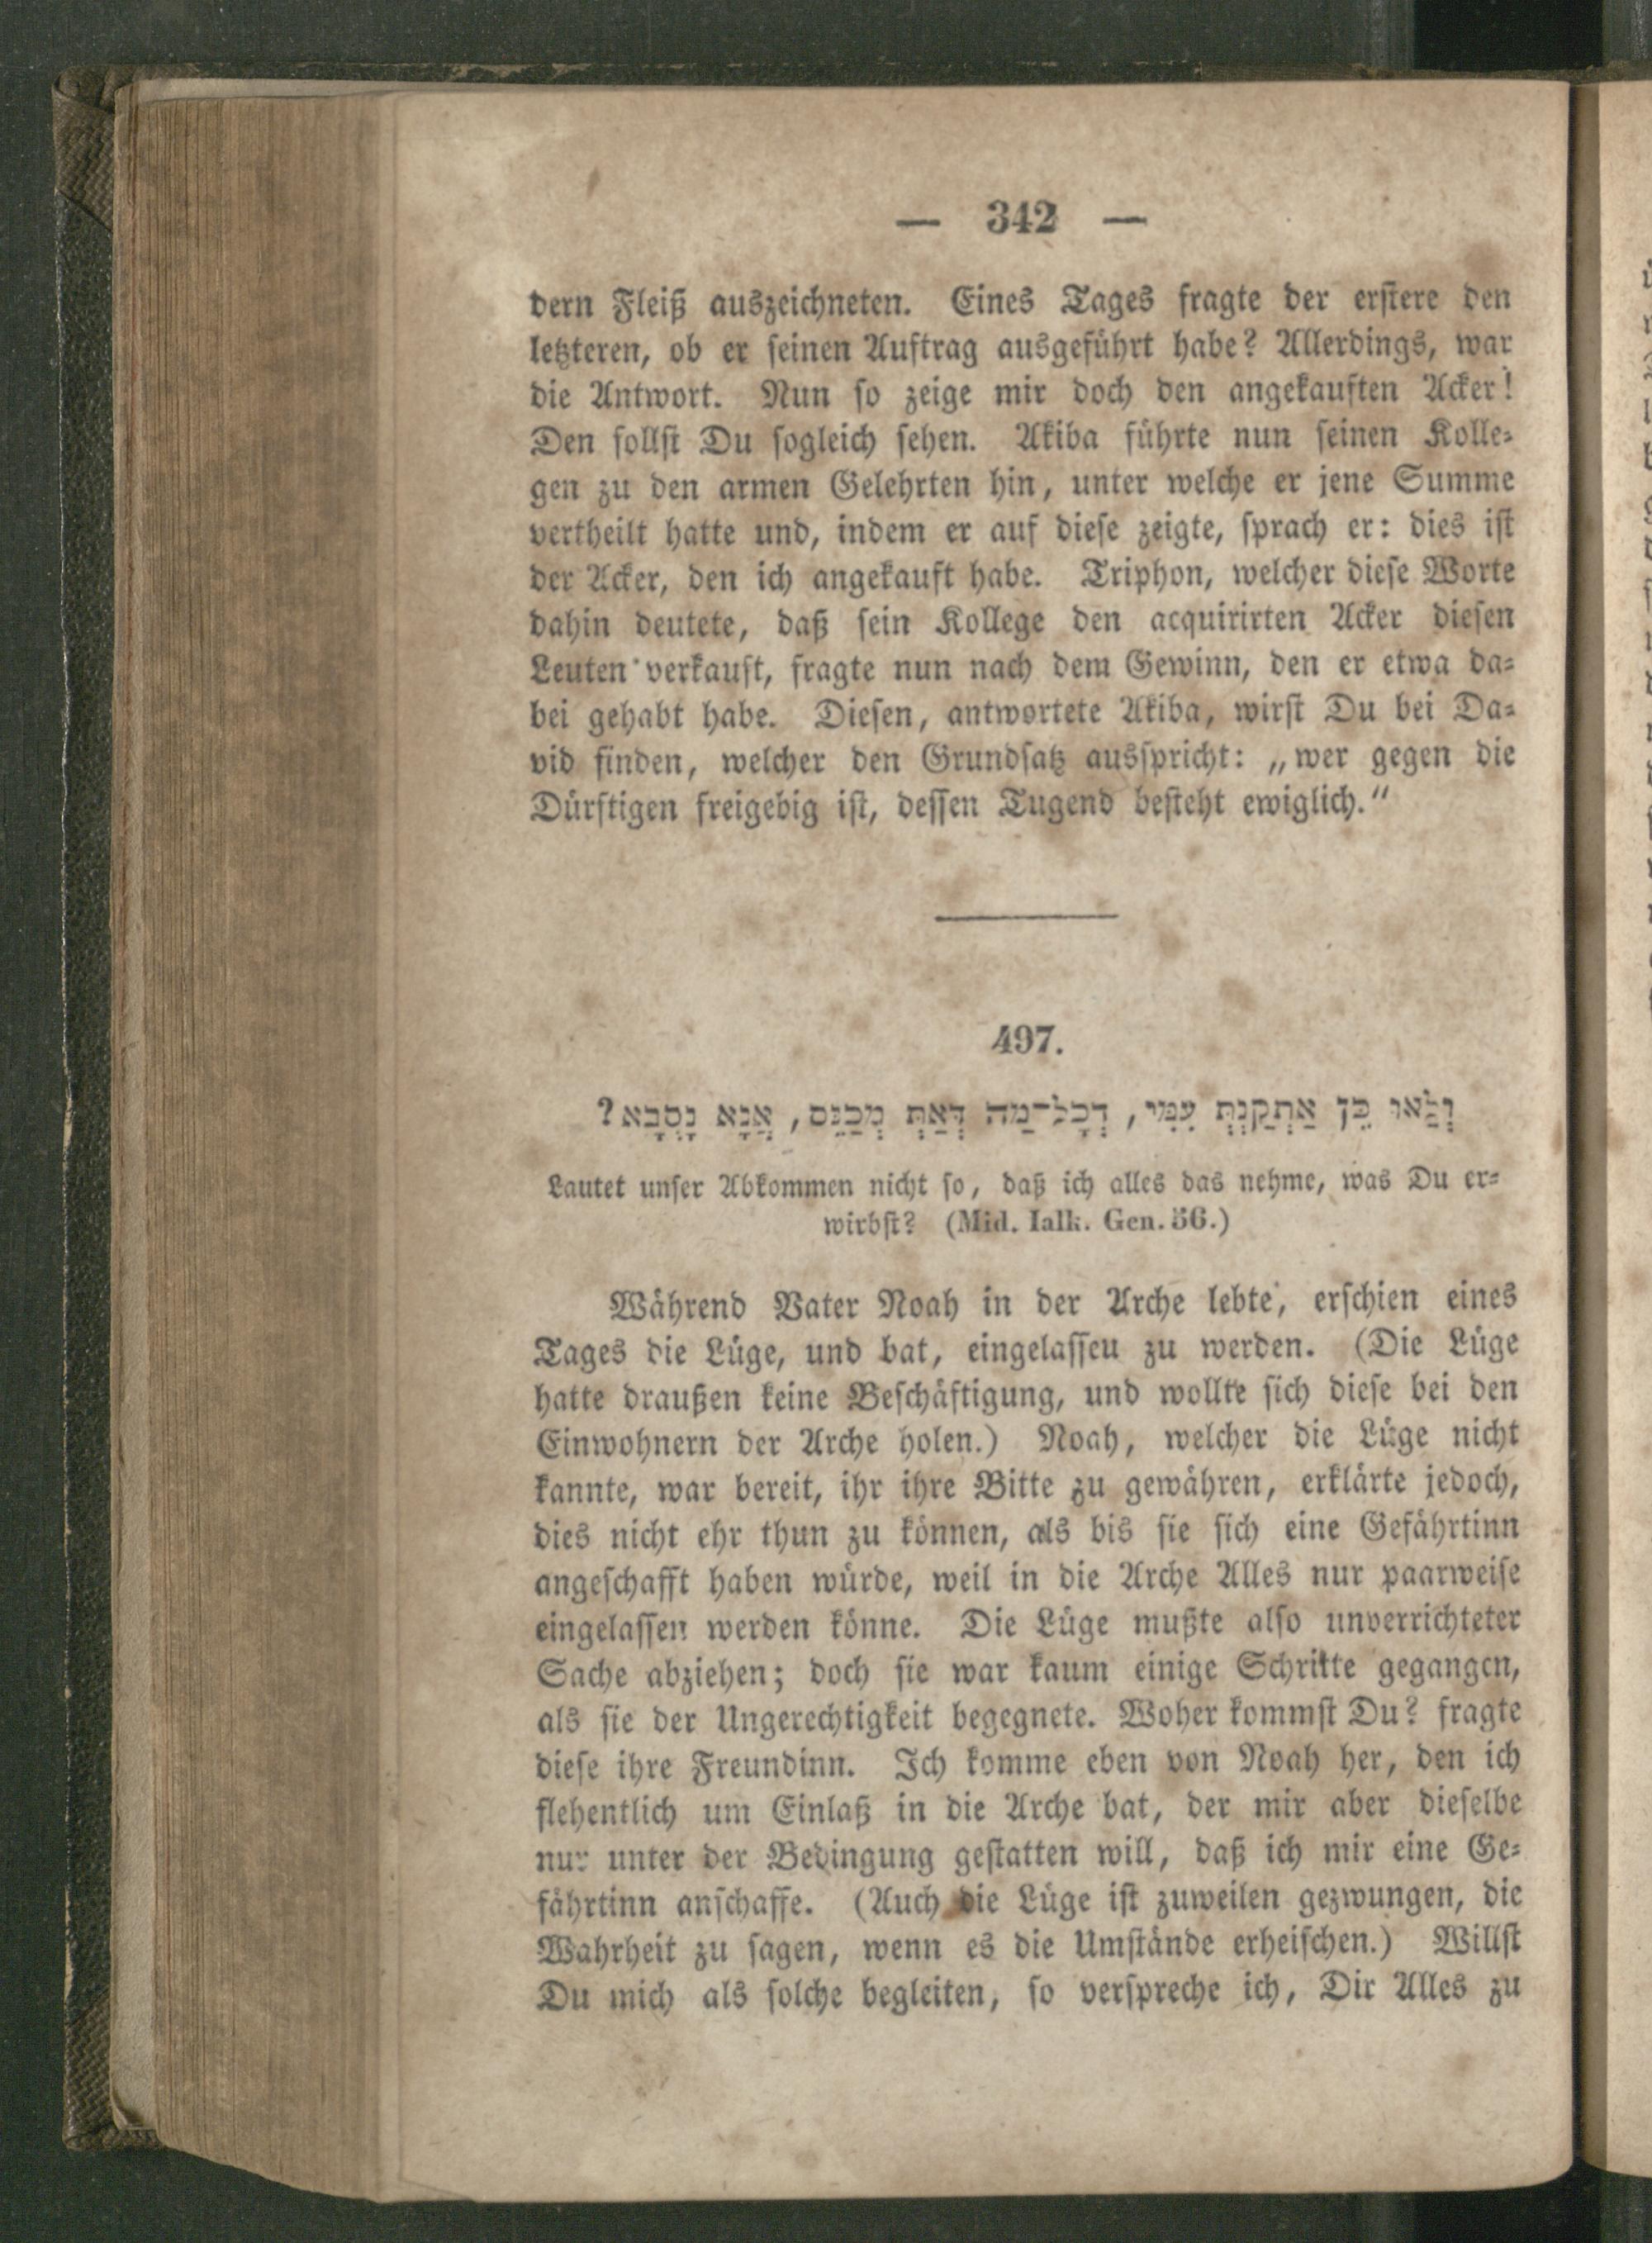 — 342 —
dern Fleiß auszeichneten. Eines Tages fragte der erstere den
letzteren, ob er seinen Auftrag ausgeführt habe? Allerdings, war
die Antwort. Nun so zeige mir doch den angekauften Acker!
Den sollst Du sogleich sehen. Akiba führte nun seinen Kolle-
gen zu den armen Gelehrten hin, unter welche er jene Summe
vertheilt hatte und, indem er auf diese zeigte, sprach er: dies ist
der Acker, den ich angekauft habe. Triphon, welcher diese Worte
dahin deutete, daß sein Kollege den acquirirten Acker diesen
Leuten verkauft, fragte nun nach dem Gewinn, den er etwa da-
bei gehabt habe. Diesen, antwortete Akiba, wirst Du bei Da-
vid finden, welcher den Grundsatz ausspricht: „wer gegen die
Dürftigen freigebig ist, dessen Tugend besteht ewiglich.“
497.
וְלַאו כֵּן אַתְקַנְתְּ עִמִּי, דְכָל־מַה דְּאַתְּ מְכַנֵּס, אֲנָא נָסְבָא?
Lautet unser Abkommen nicht so, daß ich alles das nehme, was Du er-
wirbst? (Mid. Ialk. Gen. 56.)
Während Vater Noah in der Arche lebte, erschien eines
Tages die Lüge, und bat, eingelasseu zu werden. (Die Lüge
hatte draußen keine Beschäftigung, und wollte sich diese bei den
Einwohnern der Arche holen.) Noah, welcher die Lüge nicht
kannte, war bereit, ihr ihre Bitte zu gewähren, erklärte jedoch,
dies nicht ehr thun zu können, als bis sie sich eine Gefährtinn
angeschafft haben würde, weil in die Arche Alles nur paarweise
eingelassen werden könne. Die Lüge mußte also unverrichteter
Sache abziehen; doch sie war kaum einige Schritte gegangen,
als sie der Ungerechtigkeit begegnete. Woher kommst Du? fragte
diese ihre Freundinn. Ich komme eben von Noah her, den ich
flehentlich um Einlaß in die Arche bat, der mir aber dieselbe
nur unter der Bedingung gestatten will, daß ich mir eine Ge-
fährtinn anschaffe. (Auch die Lüge ist zuweilen gezwungen, die
Wahrheit zu sagen, wenn es die Umstände erheischen.) Willst
Du mich als solche begleiten, so verspreche ich, Dir Alles zu